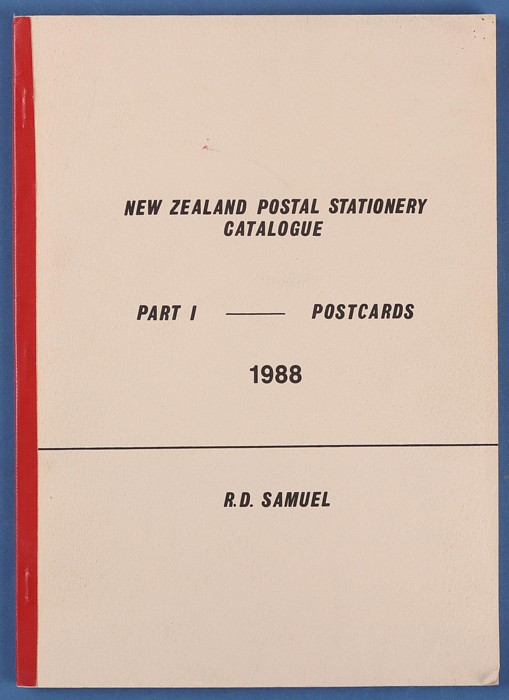 NEW ZEALAND POSTAL STATIONERY
CATALOGUE
PART I —— POSTCARDS
1988
R.D. SAMUEL